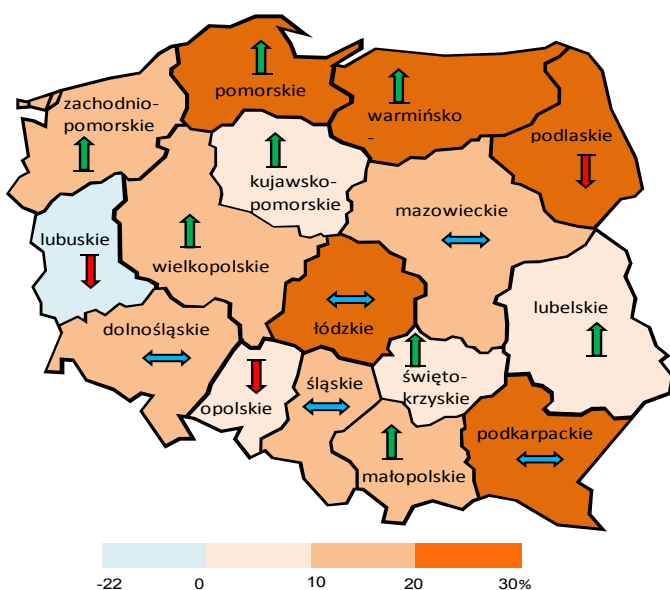 pomorskie
zachodnio-
pomorskie
warmińsko
-
podlaskie
kujawsko-
pomorskie
mazowieckie
lubuskie
wielkopolskie
lubelskie
dolnośląskie
łódzkie
święto-
krzyskie
śląskie
opolskie
podkarpackie
małopolskie
-22 0 10 20 30%